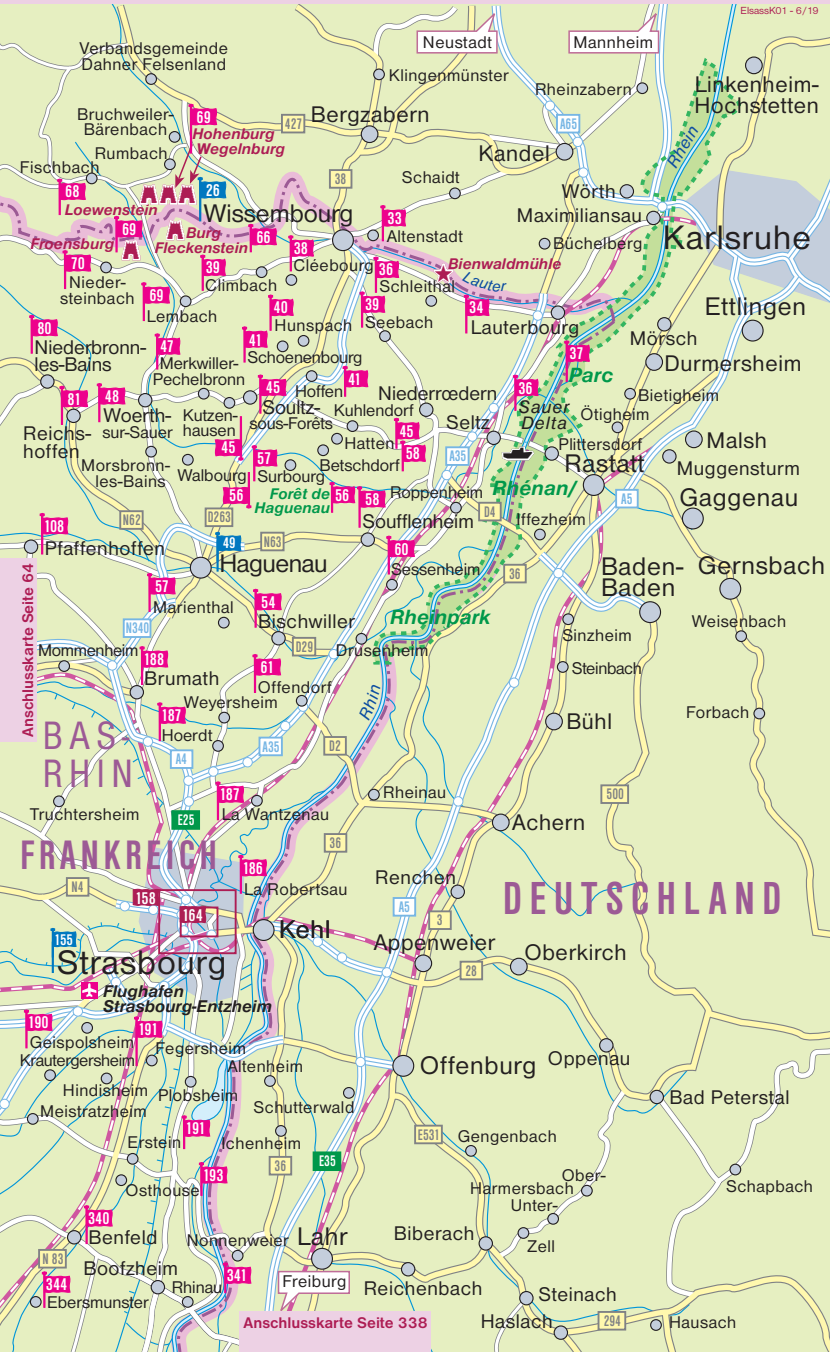 ElsassK01 - 6/19
Neustadt
Mannheim
Verbandsgemeinde
Dahner Felsenland
Klingenmünster
Rheinzabern
Linkenheim-
Hochstetten
Bruchweiler-
Bärenbach
69
Hohenburg
Wegelnburg
427
Bergzabern
A65
Rhein
Rumbach
Kandel
Fischbach
68
26
38
Schaidt
Wörth
Loewenstein
Wissembourg
33
Maximiliansau
Froensburg
69
Burg
Fleckenstein
66
Altenstadt
Büchelberg
Karlsruhe
38
70
39
Cléebourg
36
Bienwaldmühle
Nieder-
steinbach
Climbach
Schleithal
Lauter
69
Lembach
40
39
34
Ettlingen
80
Hunspach
Seebach
Lauterbourg
Mörsch
Niederbronn-
les-Bains
47
41
Schoenenbourg
37
Merkwiller-
Pechelbronn
Parc
Durmersheim
81
48
45
Hoffen
41
Niederrœdern
36
Bietigheim
Woerth-
sur-Sauer
Kutzen-
hausen
Soultz-
sous-Forêts
Kuhlendorf
Sauer
Delta
Ötigheim
Reichs-
hoffen
45
Hatten
45
Seltz
Plittersdorf
Malsh
Morsbronn-
les-Bains
57
Betschdorf
58
A35
Rastatt
Muggensturm
Walbourg
Surbourg
56
Forêt de
Haguenau
56
58
Roppenheim
Rhénan/
A5
Gaggenau
108
N62
D263
Soufflenheim
D4
Iffezheim
Pfaffenhoffen
49
N63
60
Haguenau
Sessenheim
36
Baden-
Baden
Gernsbach
57
Marienthal
54
Rheinpark
N340
Bischwiller
Sinzheim
Weisenbach
Mommenheim
D29
Drusenheim
188
61
Steinbach
Brumath
Offendorf
Anschlusskarte Seite 64
187
Weyersheim
Rhin
BAS-
RHIN
Hoerdt
A35
D2
Bühl
Forbach
A4
187
Rheinau
500
Truchtersheim
La Wantzenau
E25
Achern
FRANKREICH
36
186
Renchen
N4
La Robertsau
158
A5
DEUTSCHLAND
164
3
155
Kehl
Appenweier
Strasbourg
28
Oberkirch
Flughafen
Strasbourg-Entzheim
190
191
Geispolsheim
Fegersheim
Oppenau
Krautergersheim
Altenheim
Offenburg
Hindisheim
Plobsheim
Bad Peterstal
Meistratzheim
Schutterwald
191
E531
Erstein
Ichenheim
Gengenbach
193
36
E35
Ober-
Harmersbach
Unter-
Schapbach
Osthouse
340
Benfeld
Nonnenweier
Lahr
Biberach
Zell
N 83
Boofzheim
341
Freiburg
Reichenbach
344
Rhinau
Steinach
Ebersmunster
Anschlusskarte Seite 338
Haslach
294
Hausach